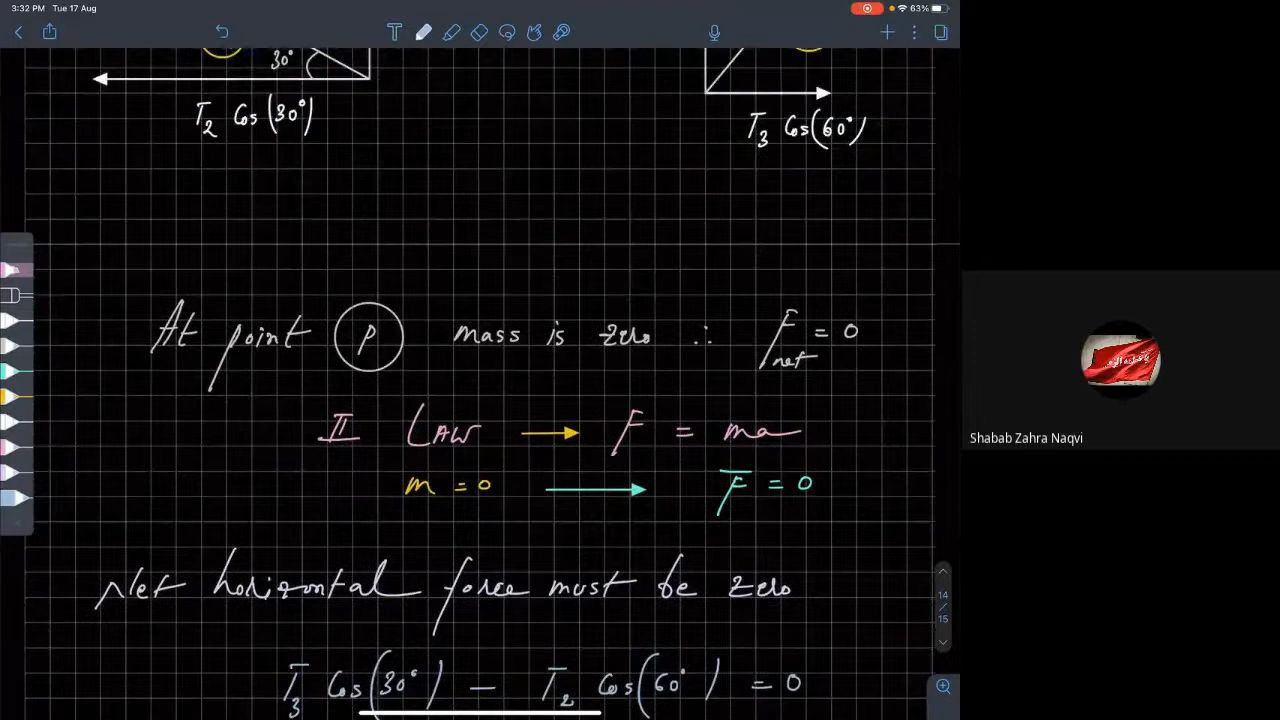 3:32 PM Tue 17 Aug
63%
30°
T2 Cos(30°)
T3 Cos(60°)
At point P mass is zero ∴ Fnet = 0
II LAW → F = ma
m = 0 → F = 0
Net horizontal force must be zero
T3 Cos(30°) − T2 Cos(60°) = 0
14
/
15
Shabab Zahra Naqvi